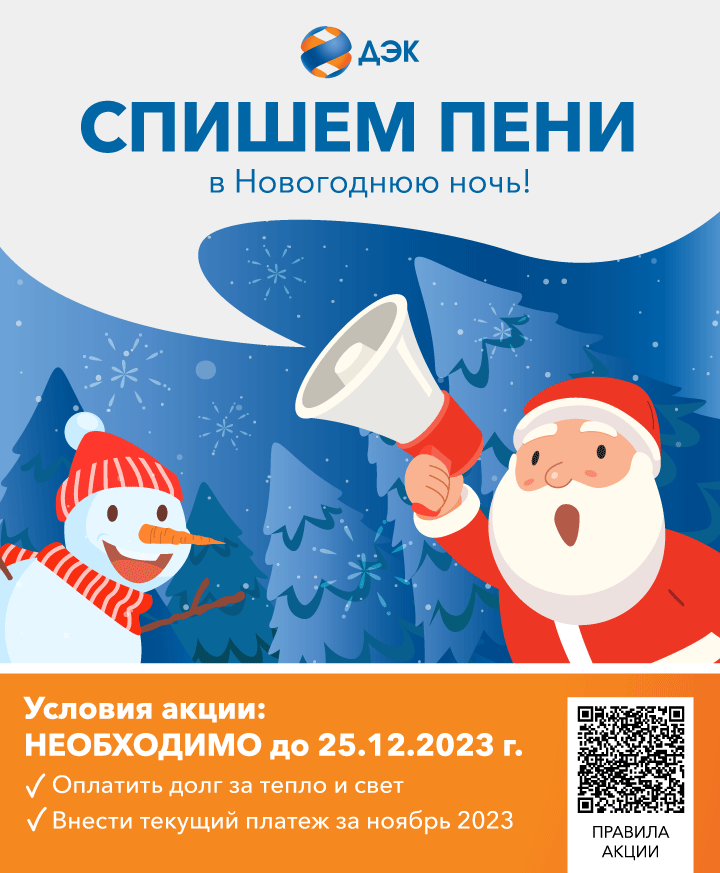 ДЭК
СПИШЕМ ПЕНИ
в Новогоднюю ночь!
Условия акции:
НЕОБХОДИМО до 25.12.2023 г.
✓ Оплатить долг за тепло и свет
✓ Внести текущий платеж за ноябрь 2023
ПРАВИЛА
АКЦИИ